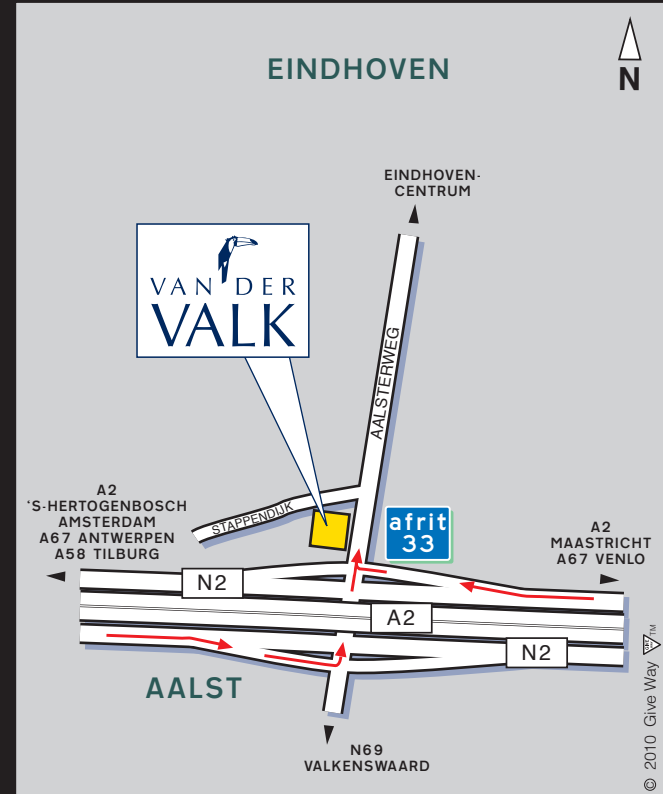 EINDHOVEN
N
EINDHOVEN-
CENTRUM
VAN DER
VALK
AALSTERWEG
A2
'S-HERTOGENBOSCH
AMSTERDAM
A67 ANTWERPEN
A58 TILBURG
STAPPENDIJK
afrit
33
A2
MAASTRICHT
A67 VENLO
N2
A2
N2
AALST
N69
VALKENSWAARD
© 2010 Give Way TM